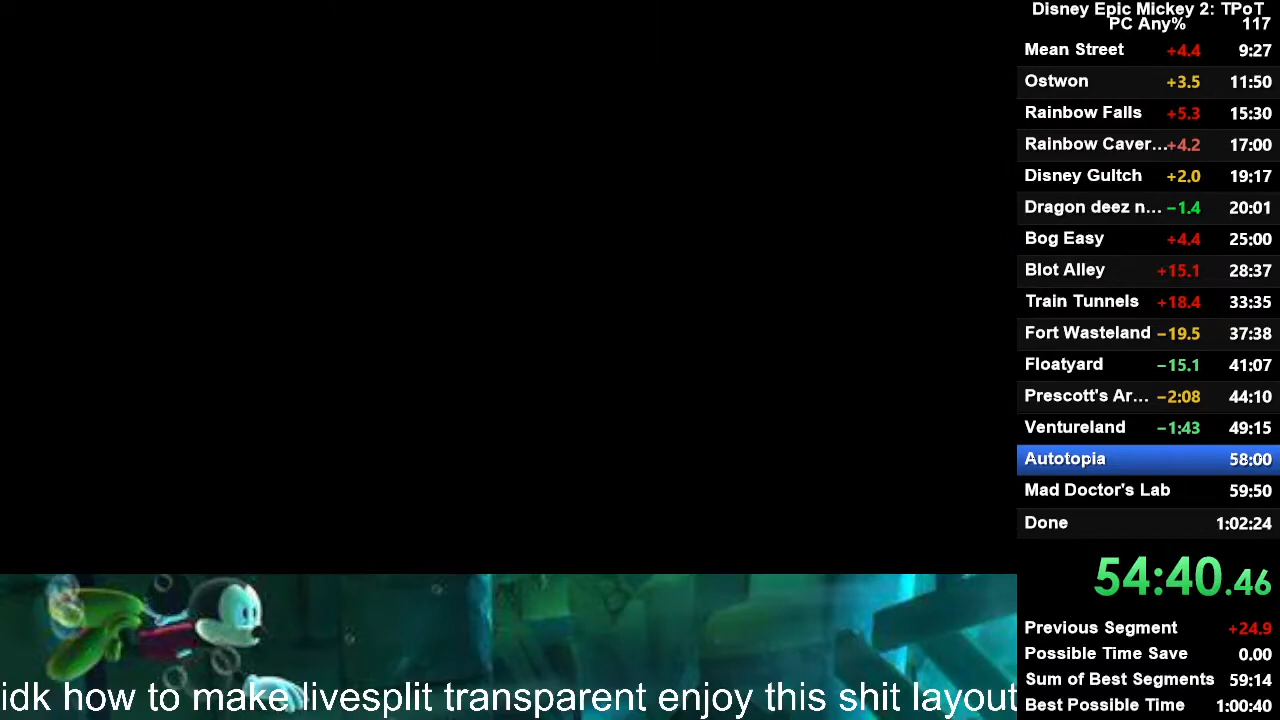 Disney Epic Mickey 2: TPoT
PC Any% 117
Mean Street +4.4 9:27
Ostwon +3.5 11:50
Rainbow Falls +5.3 15:30
Rainbow Caver... +4.2 17:00
Disney Gultch +2.0 19:17
Dragon deez n... −1.4 20:01
Bog Easy +4.4 25:00
Blot Alley +15.1 28:37
Train Tunnels +18.4 33:35
Fort Wasteland −19.5 37:38
Floatyard −15.1 41:07
Prescott's Ar... −2:08 44:10
Ventureland −1:43 49:15
Autotopia 58:00
Mad Doctor's Lab 59:50
Done 1:02:24
54:40.46
Previous Segment +24.9
Possible Time Save 0.00
Sum of Best Segments 59:14
Best Possible Time 1:00:40
idk how to make livesplit transparent enjoy this shit layout